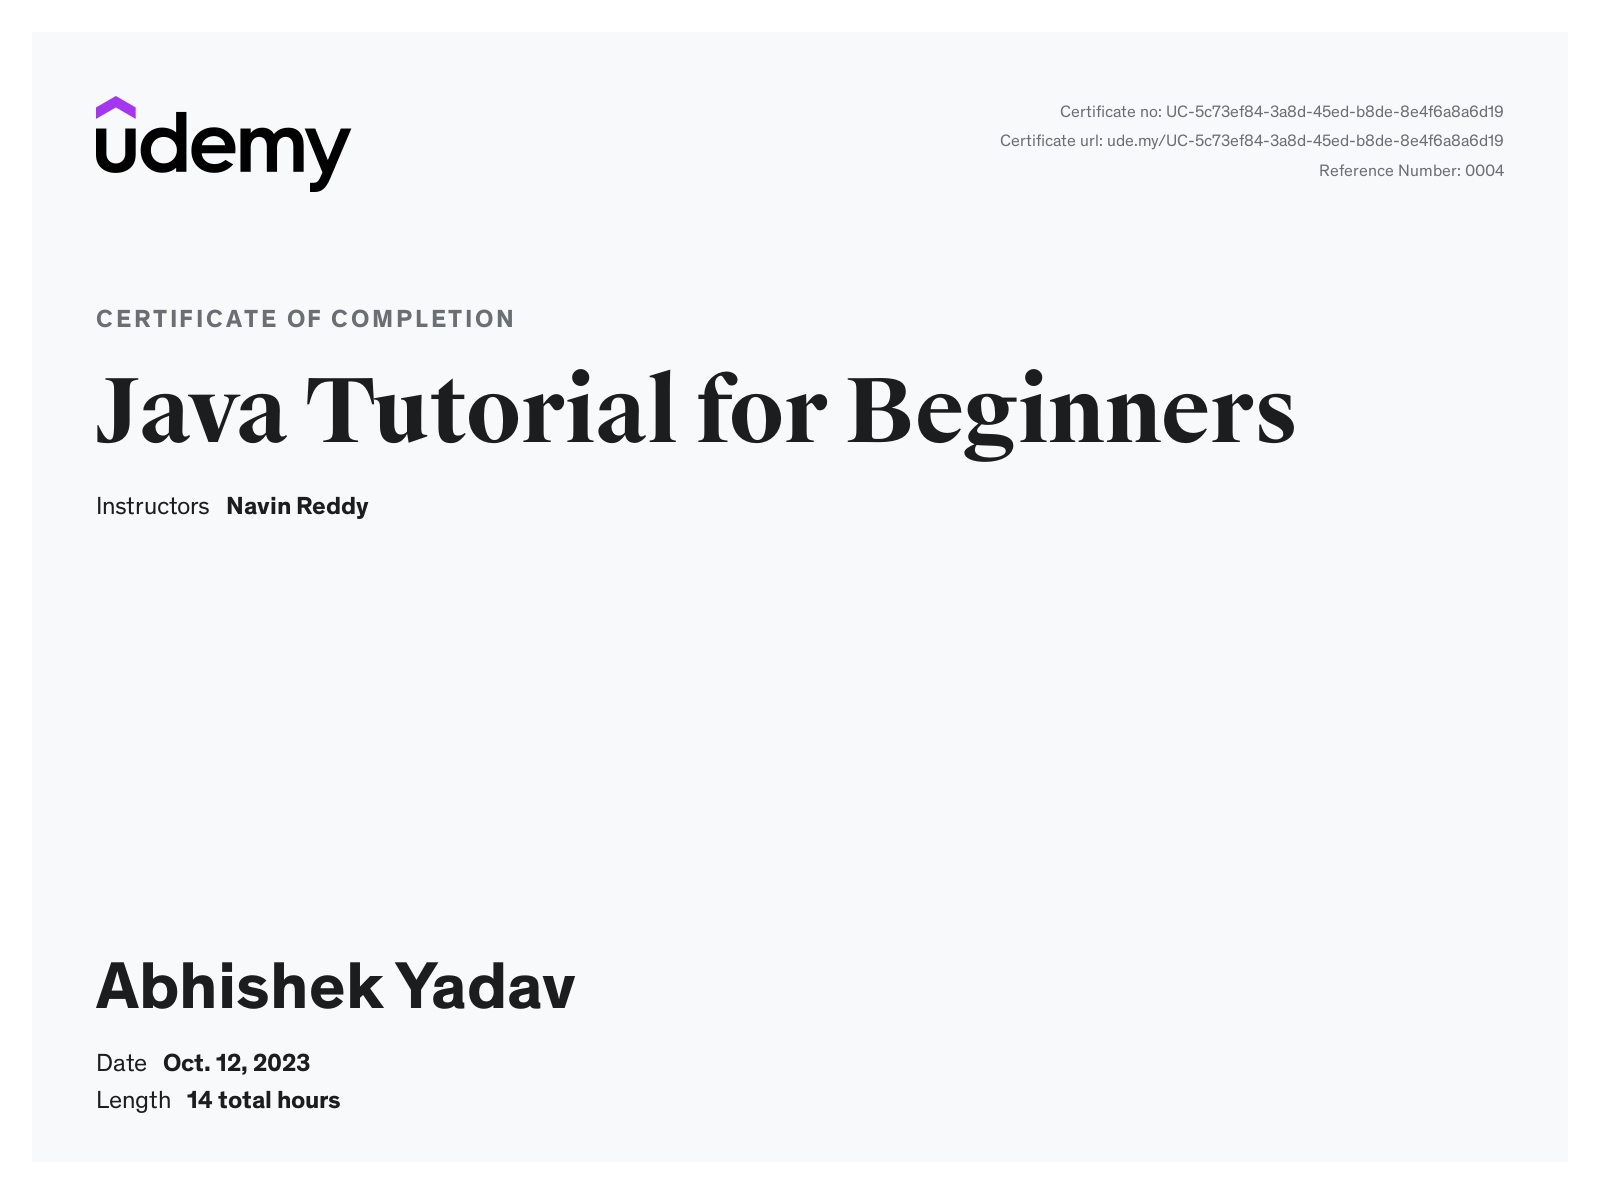 udemy
Certificate no: UC-5c73ef84-3a8d-45ed-b8de-8e4f6a8a6d19
Certificate url: ude.my/UC-5c73ef84-3a8d-45ed-b8de-8e4f6a8a6d19
Reference Number: 0004
CERTIFICATE OF COMPLETION
Java Tutorial for Beginners
Instructors Navin Reddy
Abhishek Yadav
Date Oct. 12, 2023
Length 14 total hours